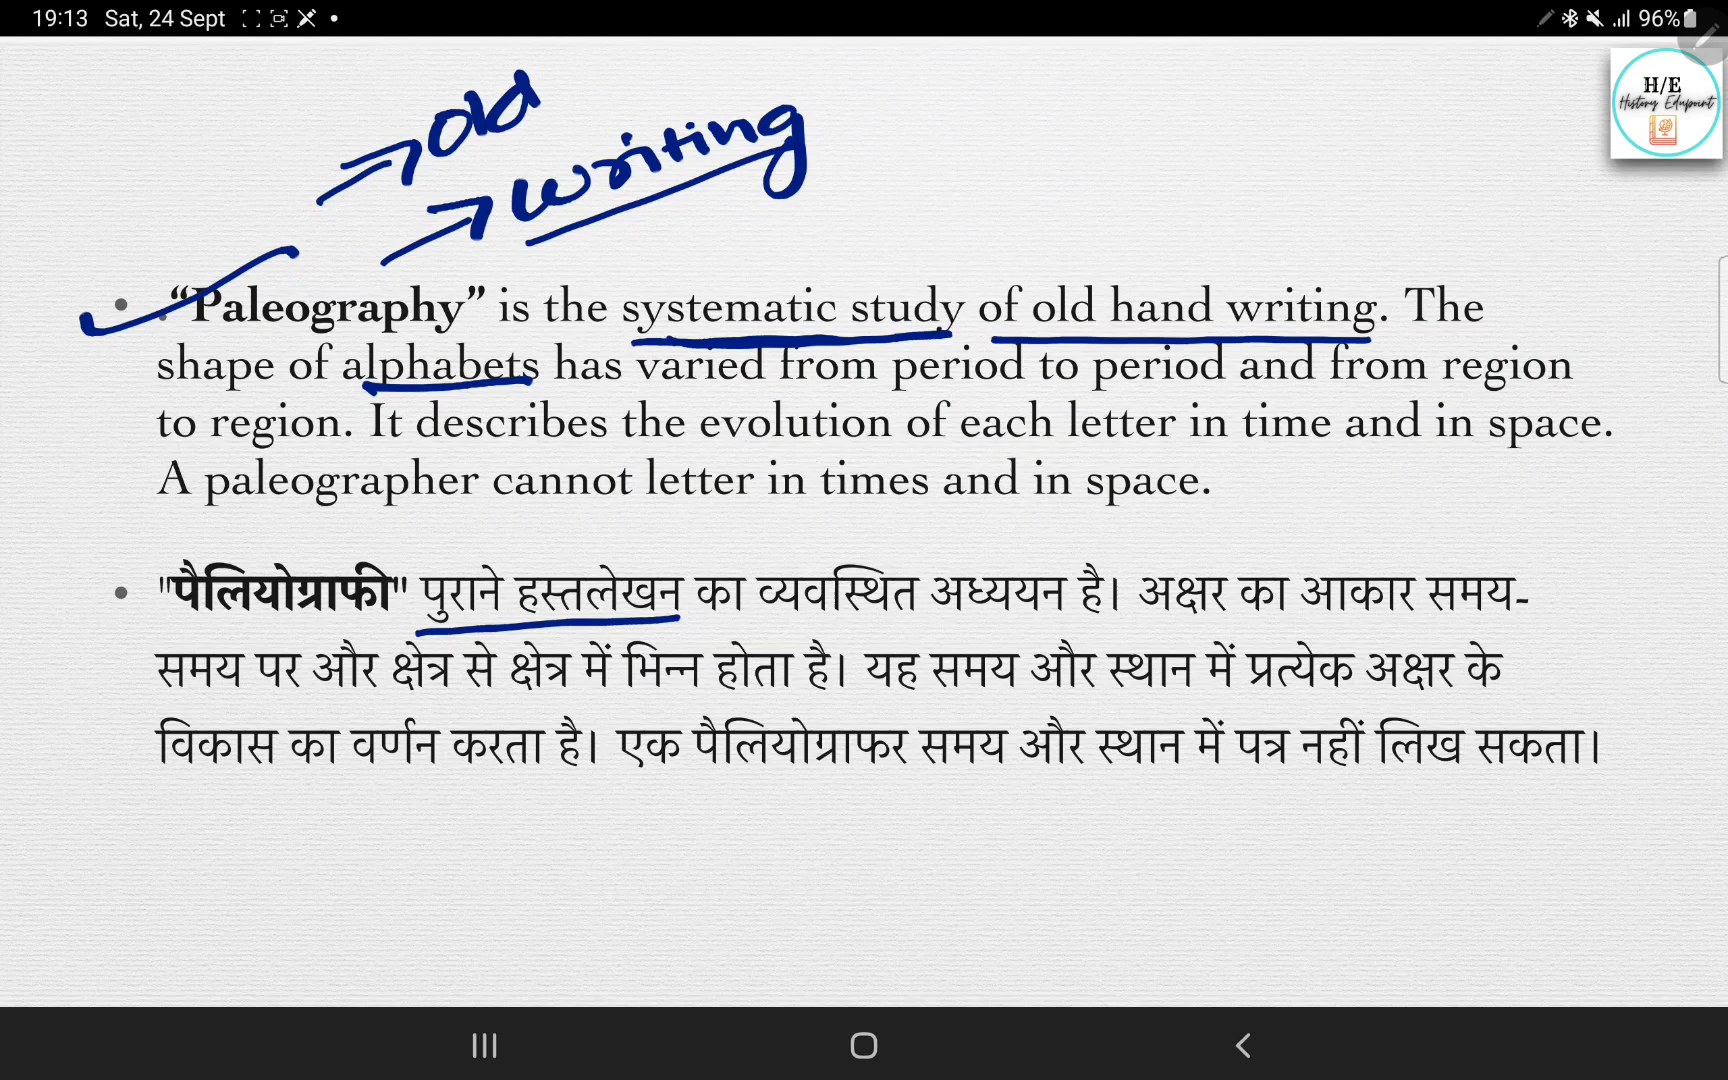 19:13 Sat, 24 Sept
96%
H/E
History Edupoint
→ old
→ writing
• “Paleography” is the systematic study of old hand writing. The
shape of alphabets has varied from period to period and from region
to region. It describes the evolution of each letter in time and in space.
A paleographer cannot letter in times and in space.
• "पैलियोग्राफी" पुराने हस्तलेखन का व्यवस्थित अध्ययन है। अक्षर का आकार समय-
समय पर और क्षेत्र से क्षेत्र में भिन्न होता है। यह समय और स्थान में प्रत्येक अक्षर के
विकास का वर्णन करता है। एक पैलियोग्राफर समय और स्थान में पत्र नहीं लिख सकता।